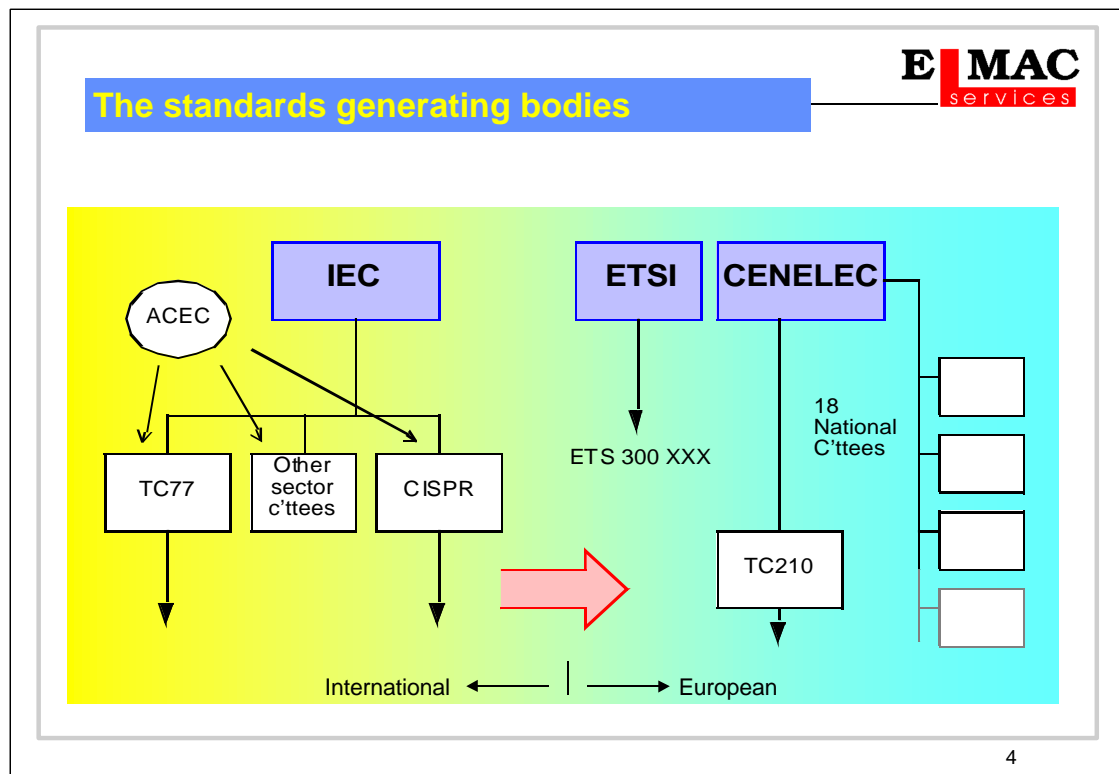 E L MAC
services
The standards generating bodies
IEC
ETSI
CENELEC
ACEC
18
National
C'ttees
ETS 300 XXX
TC77
Other
sector
c'ttees
CISPR
TC210
International
European
4